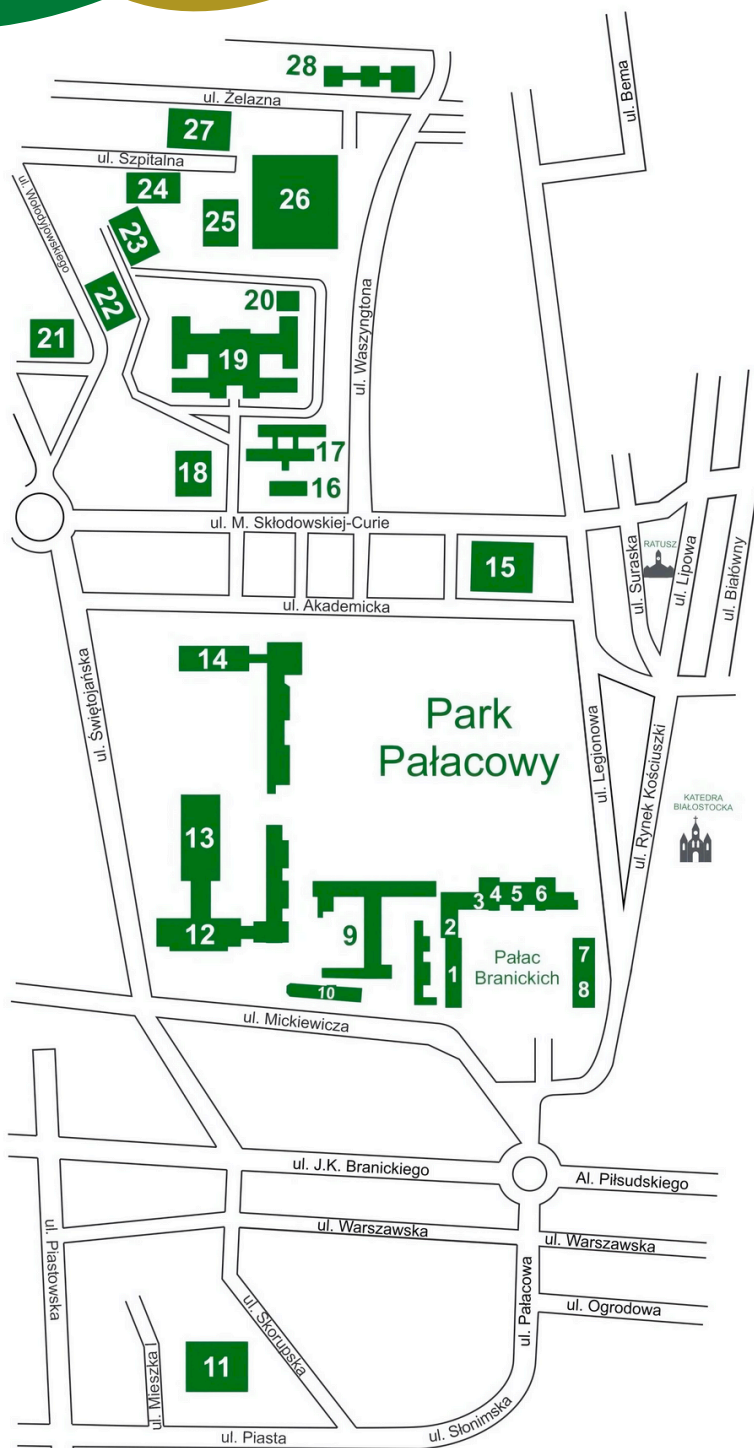 28
ul. Żelazna
ul. Bema
27
ul. Szpitalna
24
26
ul. Wołodyjowskiego
25
23
22
20
21
19
ul. Waszyngtona
17
18
16
ul. M. Skłodowskiej-Curie
RATUSZ
15
ul. Suraska
ul. Lipowa
ul. Białówny
ul. Akademicka
14
ul. Świętojańska
Park
Pałacowy
ul. Legionowa
ul. Rynek Kościuszki
KATEDRA
BIAŁOSTOCKA
13
12
9
3
4
5
6
2
1
Pałac
Branickich
7
8
10
ul. Mickiewicza
ul. J.K. Branickiego
Al. Piłsudskiego
ul. Warszawska
ul. Warszawska
ul. Piastowska
ul. Pałacowa
ul. Ogrodowa
ul. Skorupska
11
ul. Mieszka I
ul. Piasta
ul. Słonimska